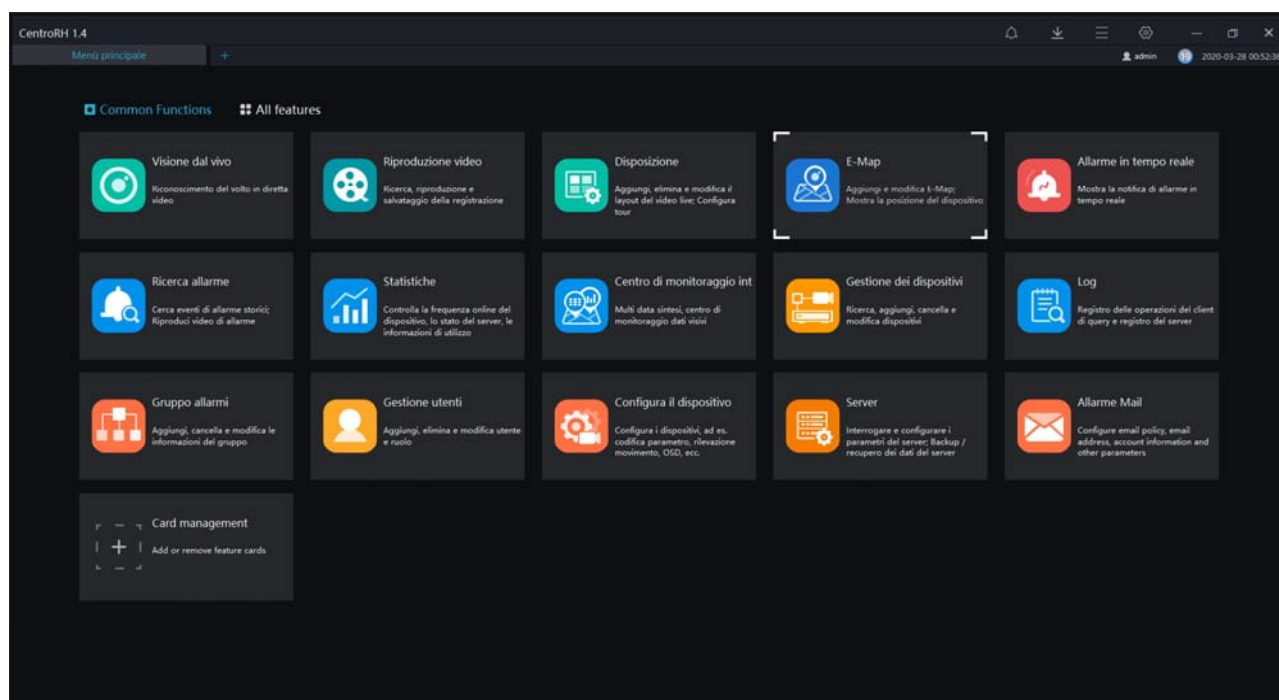 CentroRH 1.4
Menù principale
+
admin
19
2020-03-28 00:52:36
Common Functions
All features
Visione dal vivo
Riconoscimento del volto in diretta
video
Riproduzione video
Ricerca, riproduzione e
salvataggio della registrazione
Disposizione
Aggiungi, elimina e modifica il
layout del video live; Configura
tour
E-Map
Aggiungi e modifica E-Map;
Mostra la posizione del dispositivo
Allarme in tempo reale
Mostra la notifica di allarme in
tempo reale
Ricerca allarme
Cerca eventi di allarme storici;
Riproduci video di allarme
Statistiche
Controlla la frequenza online del
dispositivo, lo stato del server, le
informazioni di utilizzo
Centro di monitoraggio int
Multi data sintesi, centro di
monitoraggio dati visivi
Gestione dei dispositivi
Ricerca, aggiungi, cancella e
modifica dispositivi
Log
Registro delle operazioni del client
di query e registro del server
Gruppo allarmi
Aggiungi, cancella e modifica le
informazioni del gruppo
Gestione utenti
Aggiungi, elimina e modifica utente
e ruolo
Configura il dispositivo
Configura i dispositivi, ad es.
codifica parametro, rilevazione
movimento, OSD, ecc.
Server
Interrogare e configurare i
parametri del server; Backup /
recupero dei dati del server
Allarme Mail
Configure email policy, email
address, account information and
other parameters
Card management
Add or remove feature cards